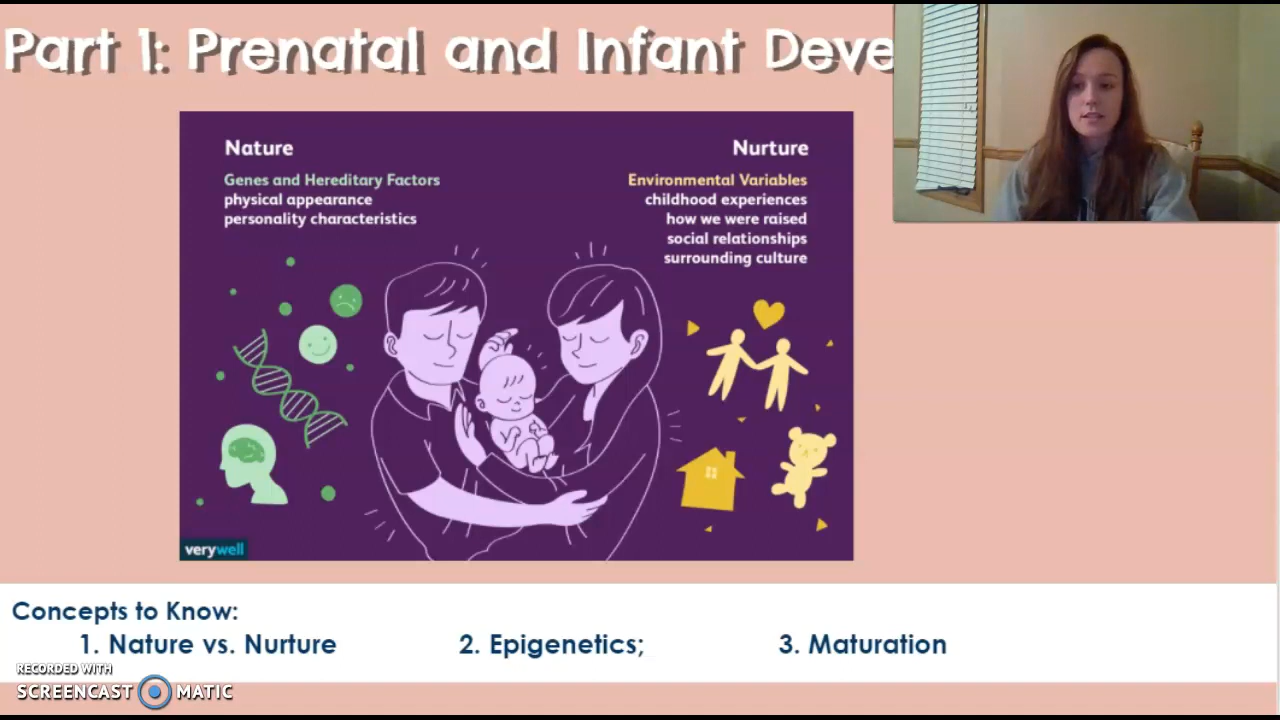 Part 1: Prenatal and Infant Deve
Nature
Genes and Hereditary Factors
physical appearance
personality characteristics
Nurture
Environmental Variables
childhood experiences
how we were raised
social relationships
surrounding culture
verywell
Concepts to Know:
1. Nature vs. Nurture 2. Epigenetics; 3. Maturation
RECORDED WITH
SCREENCAST MATIC